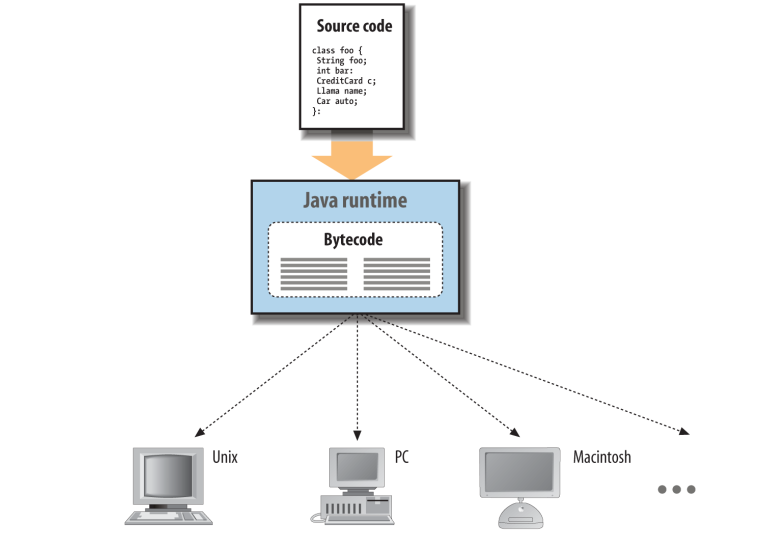 Source code
class foo {
String foo;
int bar:
CreditCard c;
Llama name;
Car auto;
}:
Java runtime
Bytecode
Unix
PC
Macintosh